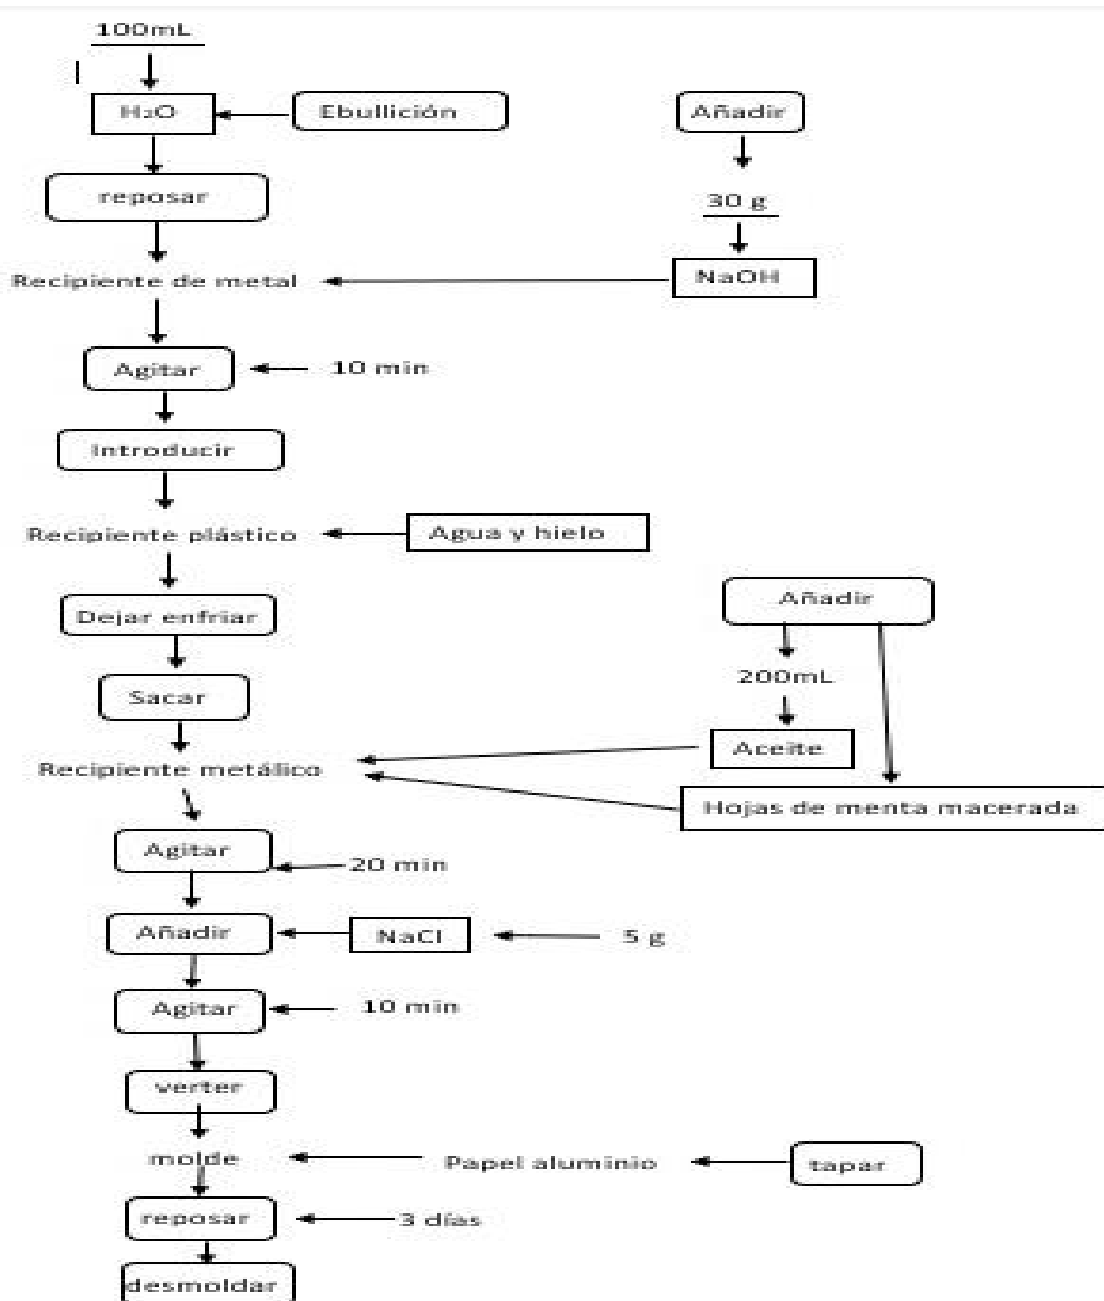 100mL
H₂O
Ebullición
Añadir
reposar
30 g
Recipiente de metal
NaOH
Agitar
10 min
Introducir
Recipiente plástico
Agua y hielo
Dejar enfriar
Añadir
Sacar
200mL
Recipiente metálico
Aceite
Hojas de menta macerada
Agitar
20 min
Añadir
NaCl
5 g
Agitar
10 min
verter
molde
Papel aluminio
tapar
reposar
3 días
desmoldar